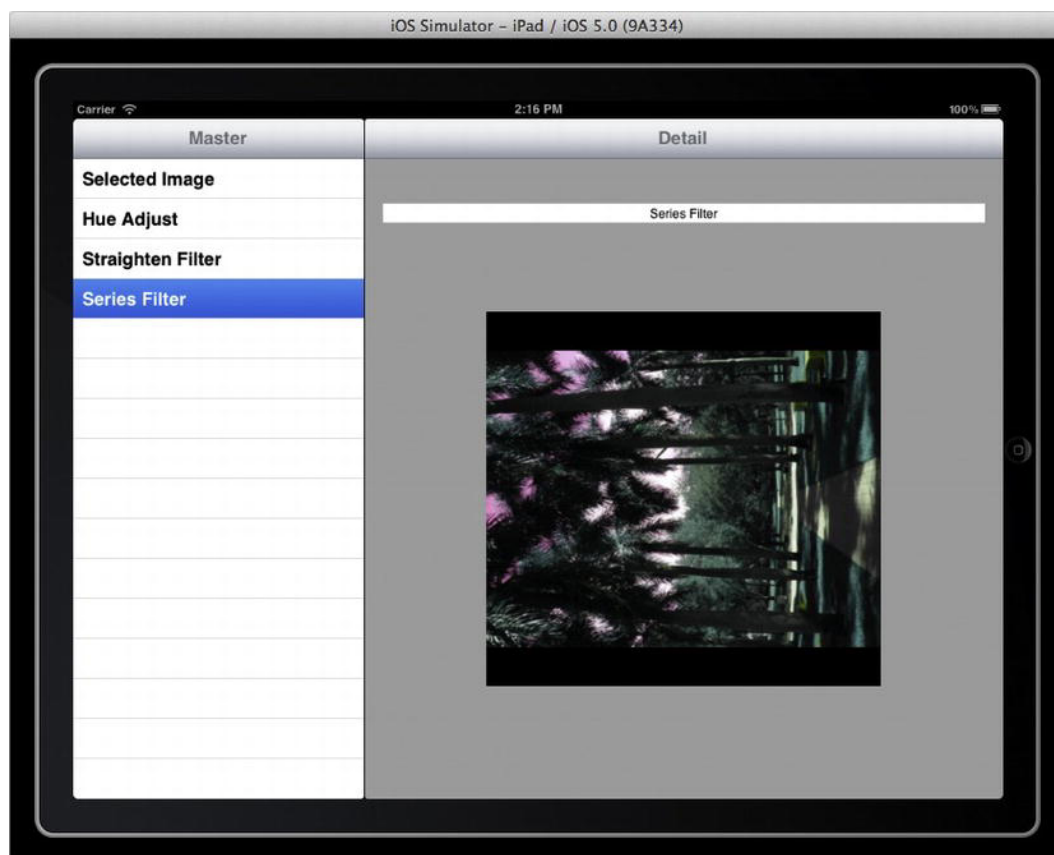 iOS Simulator – iPad / iOS 5.0 (9A334)
Carrier 2:16 PM 100%
Master Detail
Selected Image
Hue Adjust
Series Filter
Straighten Filter
Series Filter